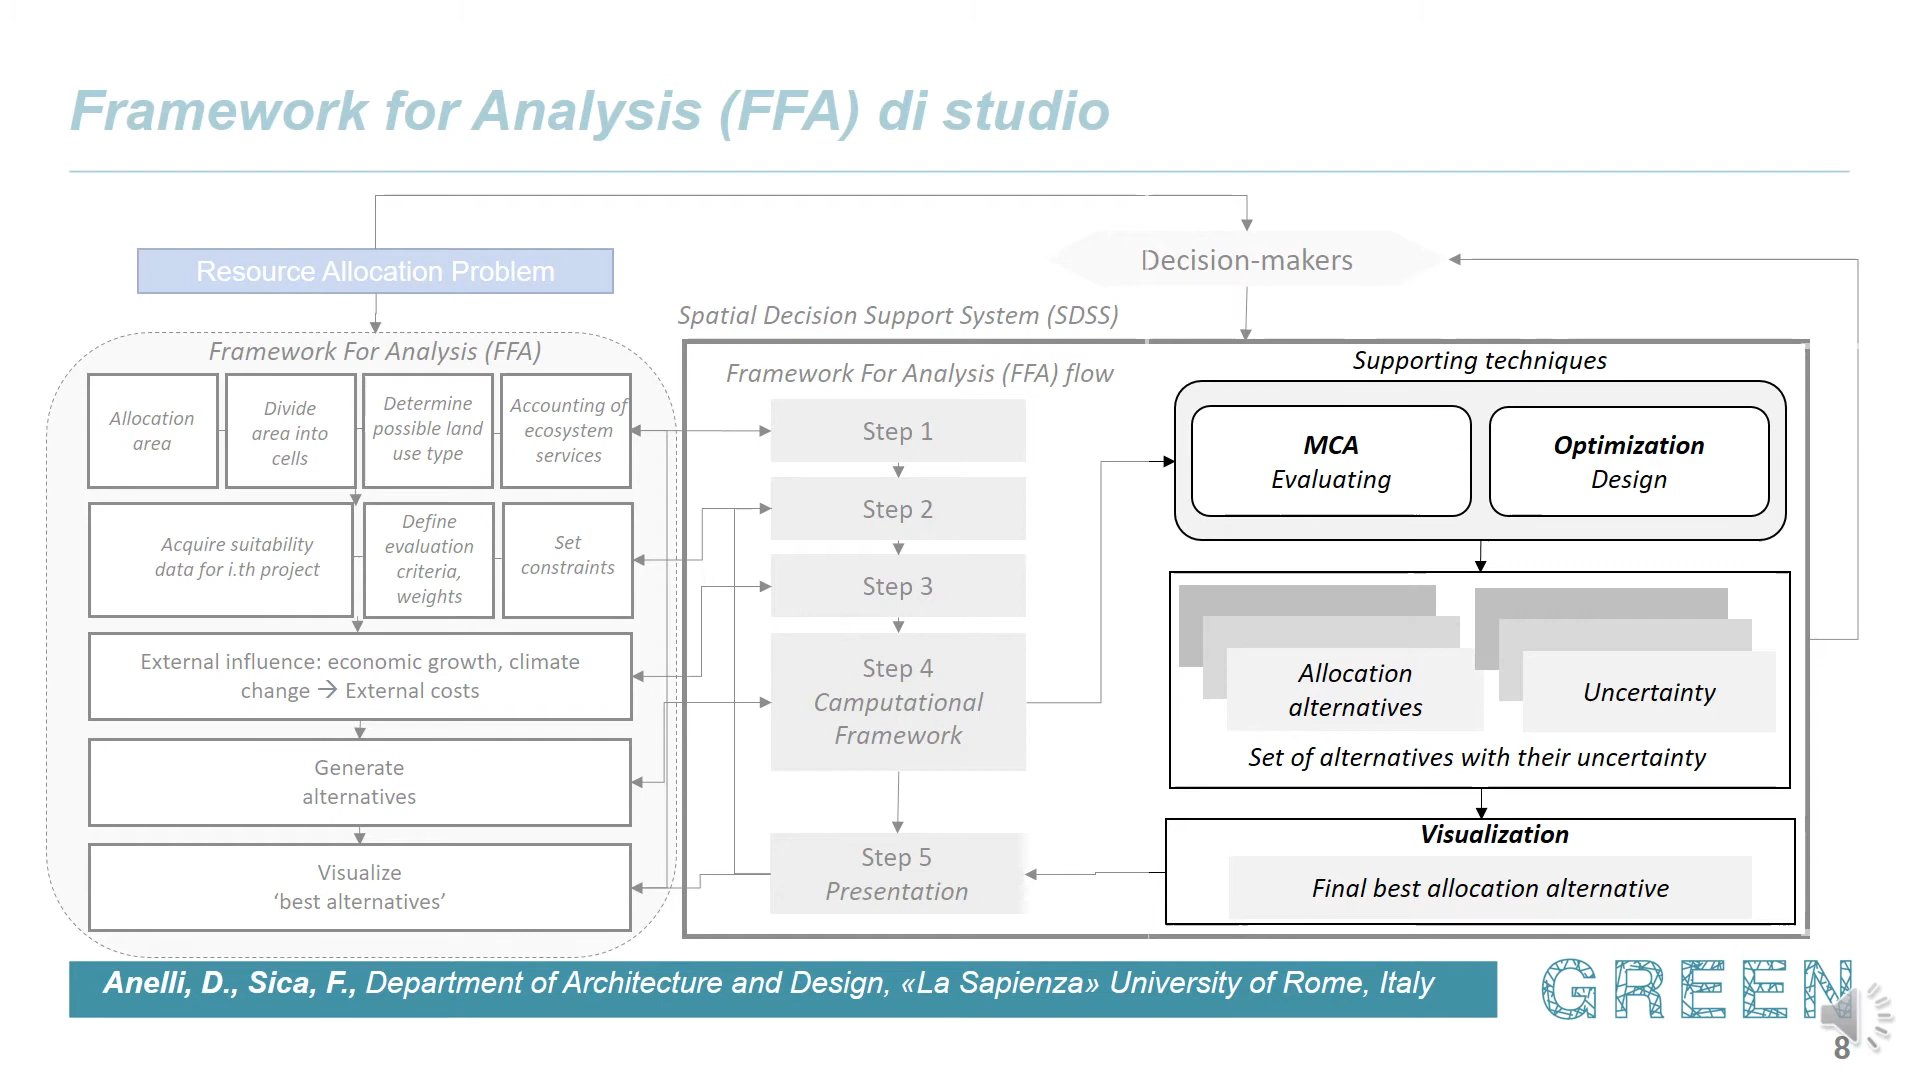 Framework for Analysis (FFA) di studio
Resource Allocation Problem
Decision-makers
Spatial Decision Support System (SDSS)
Framework For Analysis (FFA)
Allocation
area
Divide
area into
cells
Determine
possible land
use type
Accounting of
ecosystem
services
Acquire suitability
data for i.th project
Define
evaluation
criteria,
weights
Set
constraints
External influence: economic growth, climate
change → External costs
Generate
alternatives
Visualize
‘best alternatives’
Framework For Analysis (FFA) flow
Step 1
Step 2
Step 3
Step 4
Camputational
Framework
Step 5
Presentation
Supporting techniques
MCA
Evaluating
Optimization
Design
Allocation
alternatives
Uncertainty
Set of alternatives with their uncertainty
Visualization
Final best allocation alternative
Anelli, D., Sica, F., Department of Architecture and Design, «La Sapienza» University of Rome, Italy
GREEN
8